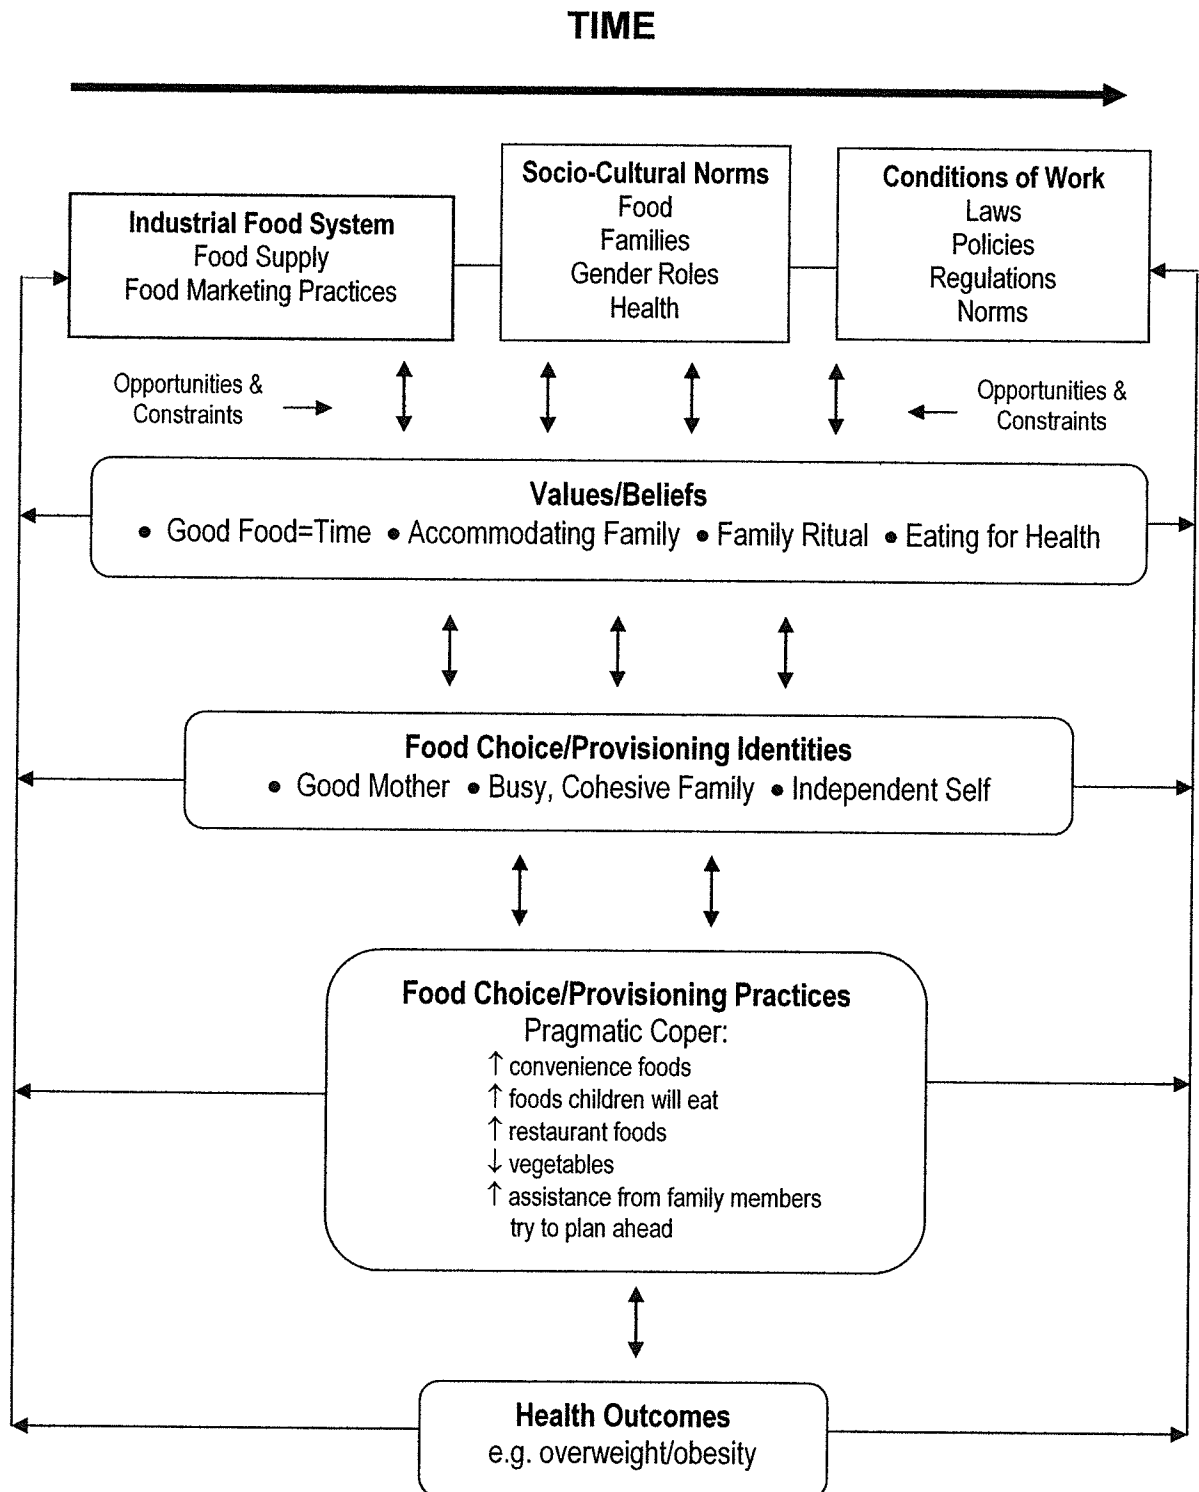 TIME
Industrial Food System
Food Supply
Food Marketing Practices
Socio-Cultural Norms
Food
Families
Gender Roles
Health
Conditions of Work
Laws
Policies
Regulations
Norms
Opportunities &
Constraints
Opportunities &
Constraints
Values/Beliefs
• Good Food=Time • Accommodating Family • Family Ritual • Eating for Health
Food Choice/Provisioning Identities
• Good Mother • Busy, Cohesive Family • Independent Self
Food Choice/Provisioning Practices
Pragmatic Coper:
↑ convenience foods
↑ foods children will eat
↑ restaurant foods
↓ vegetables
↑ assistance from family members
try to plan ahead
Health Outcomes
e.g. overweight/obesity